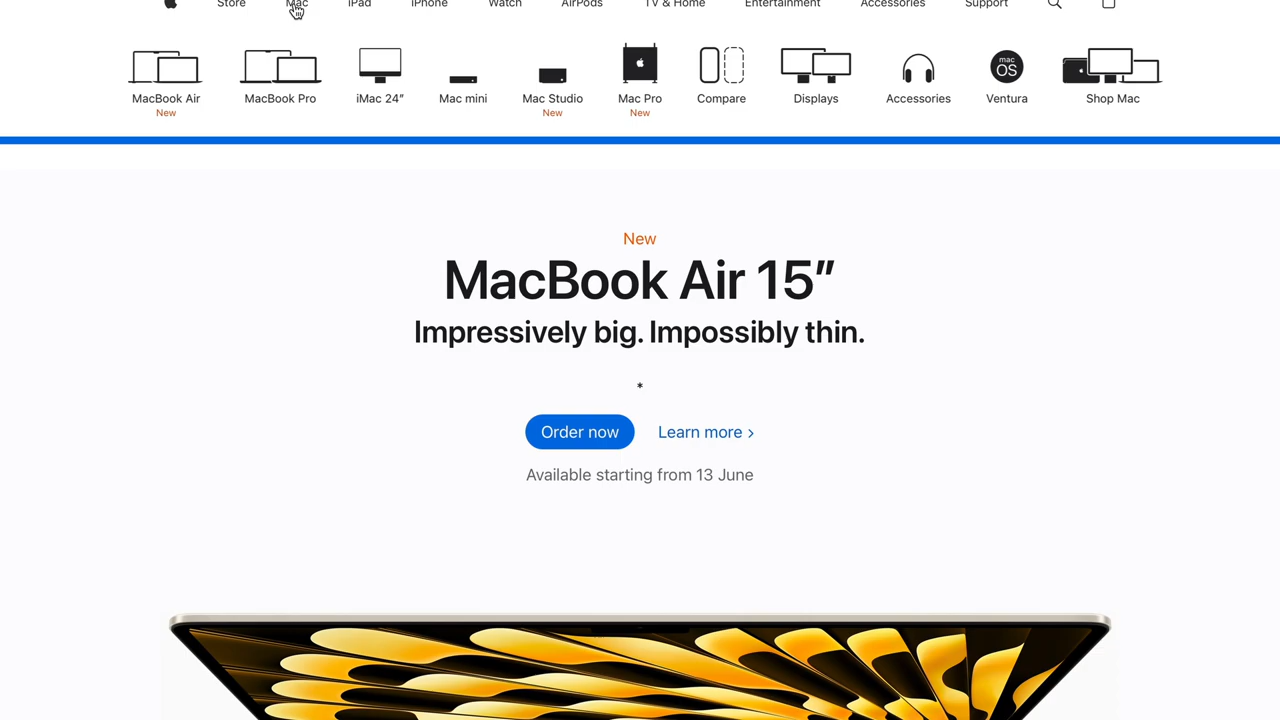 Store Mac iPad iPhone Watch AirPods TV & Home Entertainment Accessories Support
MacBook Air MacBook Pro iMac 24″ Mac mini Mac Studio Mac Pro Compare Displays Accessories Ventura Shop Mac
New New New
mac
OS
New
MacBook Air 15″
Impressively big. Impossibly thin.
*
Order now Learn more >
Available starting from 13 June